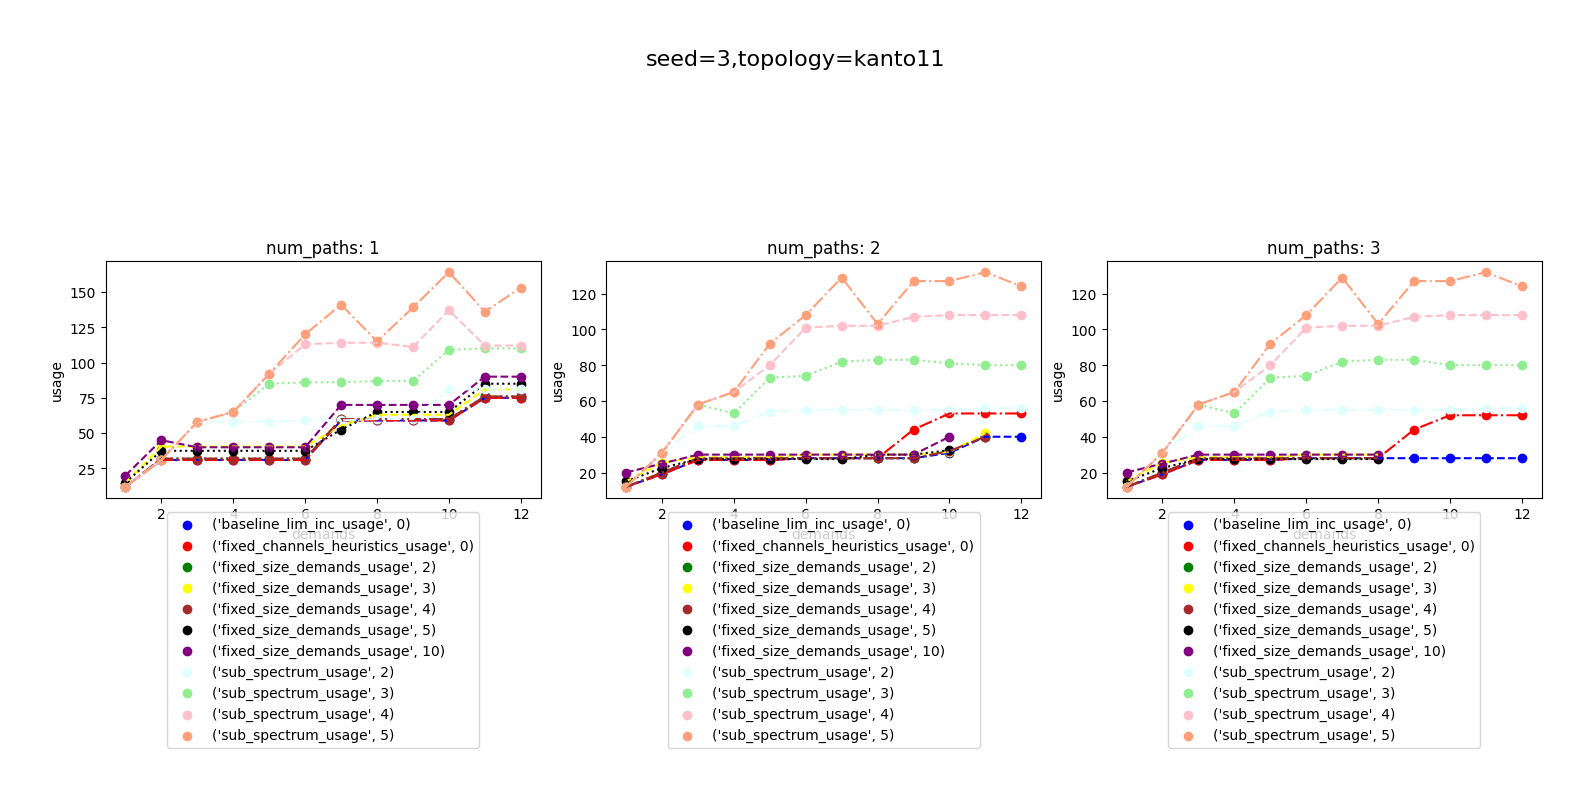 seed=3,topology=kanto11
num_paths: 1
usage
150
125
100
75
50
25
2
4
6
8
10
12
demands
('baseline_lim_inc_usage', 0)
('fixed_channels_heuristics_usage', 0)
('fixed_size_demands_usage', 2)
('fixed_size_demands_usage', 3)
('fixed_size_demands_usage', 4)
('fixed_size_demands_usage', 5)
('fixed_size_demands_usage', 10)
('sub_spectrum_usage', 2)
('sub_spectrum_usage', 3)
('sub_spectrum_usage', 4)
('sub_spectrum_usage', 5)
num_paths: 2
usage
120
100
80
60
40
20
2
4
6
8
10
12
demands
('baseline_lim_inc_usage', 0)
('fixed_channels_heuristics_usage', 0)
('fixed_size_demands_usage', 2)
('fixed_size_demands_usage', 3)
('fixed_size_demands_usage', 4)
('fixed_size_demands_usage', 5)
('fixed_size_demands_usage', 10)
('sub_spectrum_usage', 2)
('sub_spectrum_usage', 3)
('sub_spectrum_usage', 4)
('sub_spectrum_usage', 5)
num_paths: 3
usage
120
100
80
60
40
20
2
4
6
8
10
12
demands
('baseline_lim_inc_usage', 0)
('fixed_channels_heuristics_usage', 0)
('fixed_size_demands_usage', 2)
('fixed_size_demands_usage', 3)
('fixed_size_demands_usage', 4)
('fixed_size_demands_usage', 5)
('fixed_size_demands_usage', 10)
('sub_spectrum_usage', 2)
('sub_spectrum_usage', 3)
('sub_spectrum_usage', 4)
('sub_spectrum_usage', 5)